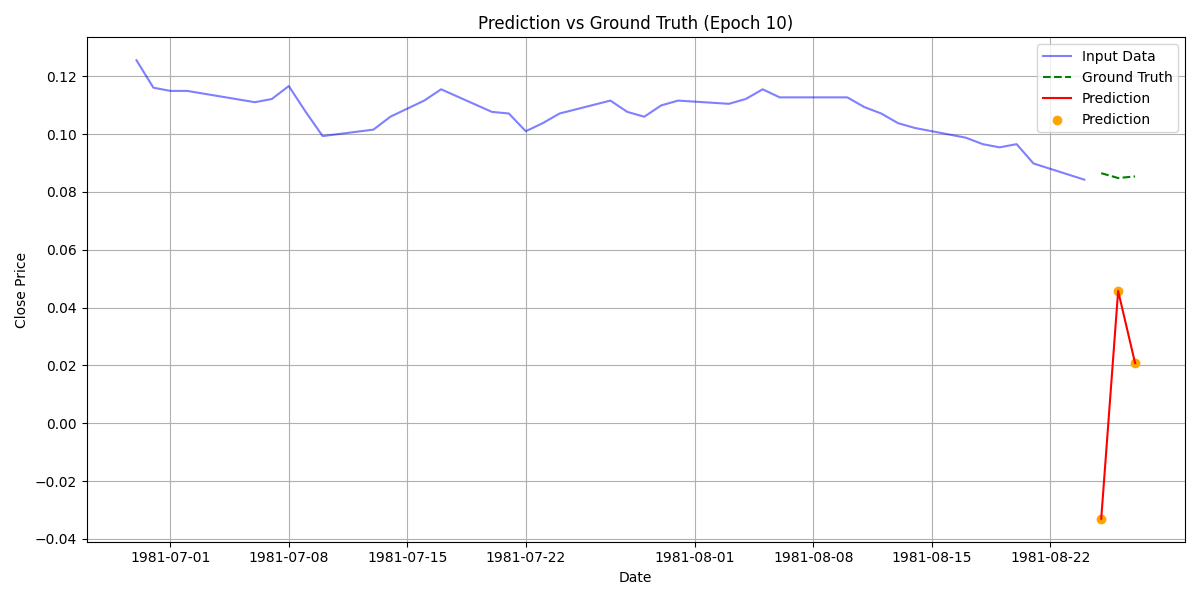 Prediction vs Ground Truth (Epoch 10)
Input Data
Ground Truth
Prediction
Prediction
Close Price
0.12
0.10
0.08
0.06
0.04
0.02
0.00
−0.02
−0.04
1981-07-01 1981-07-08 1981-07-15 1981-07-22 1981-08-01 1981-08-08 1981-08-15 1981-08-22
Date